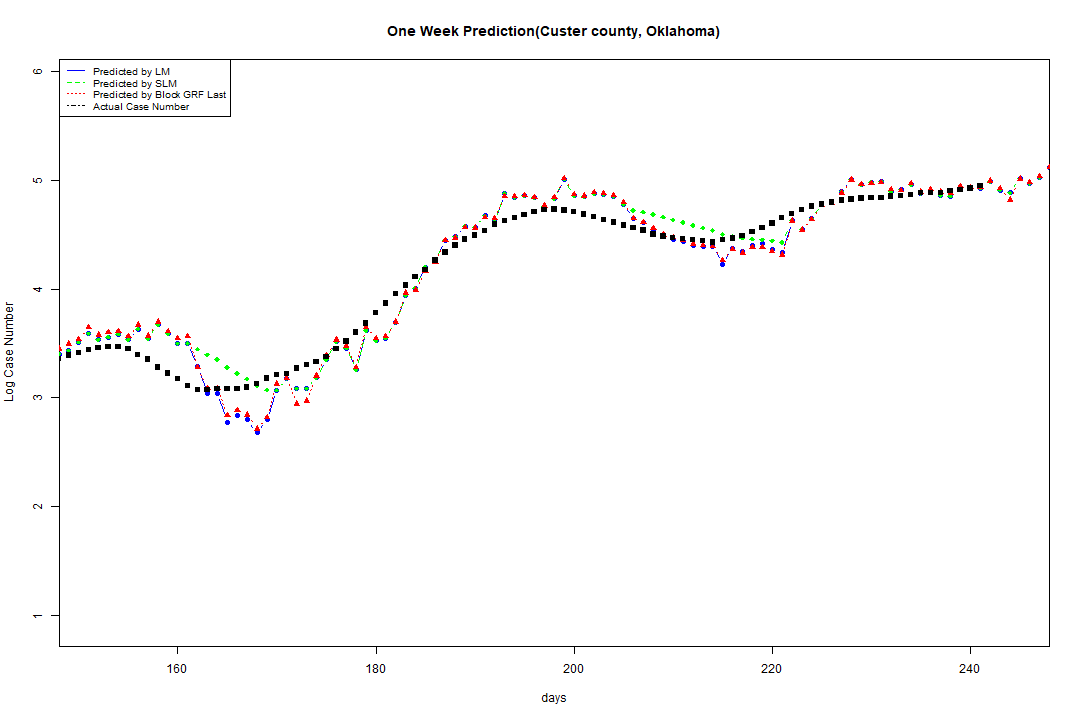 One Week Prediction(Custer county, Oklahoma)
Predicted by LM
Predicted by SLM
Predicted by Block GRF Last
Actual Case Number
6
5
4
3
2
1
Log Case Number
160 180 200 220 240
days